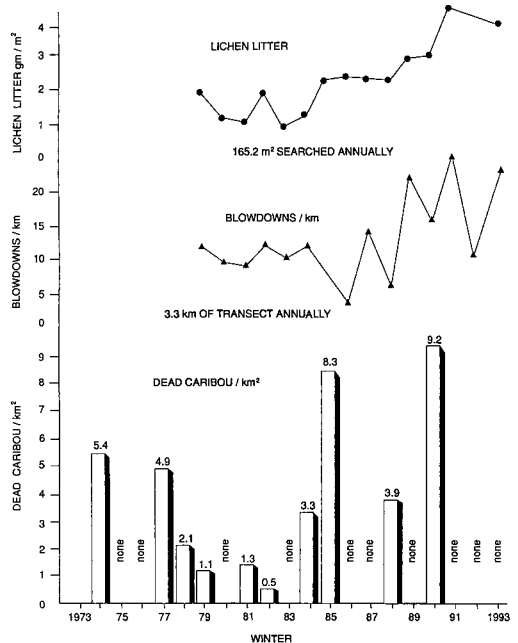 LICHEN LITTER gm / m²
4
3
2
1
0
LICHEN LITTER
165.2 m² SEARCHED ANNUALLY
BLOWDOWNS / km
20
15
10
5
0
BLOWDOWNS / km
3.3 km OF TRANSECT ANNUALLY
DEAD CARIBOU / km²
9
8
7
6
5
4
3
2
1
0
DEAD CARIBOU / km²
5.4
none
none
4.9
2.1
1.1
none
1.3
0.5
none
3.3
8.3
none
none
3.9
none
9.2
none
none
none
1973
75
77
79
81
83
85
87
89
91
1993
WINTER